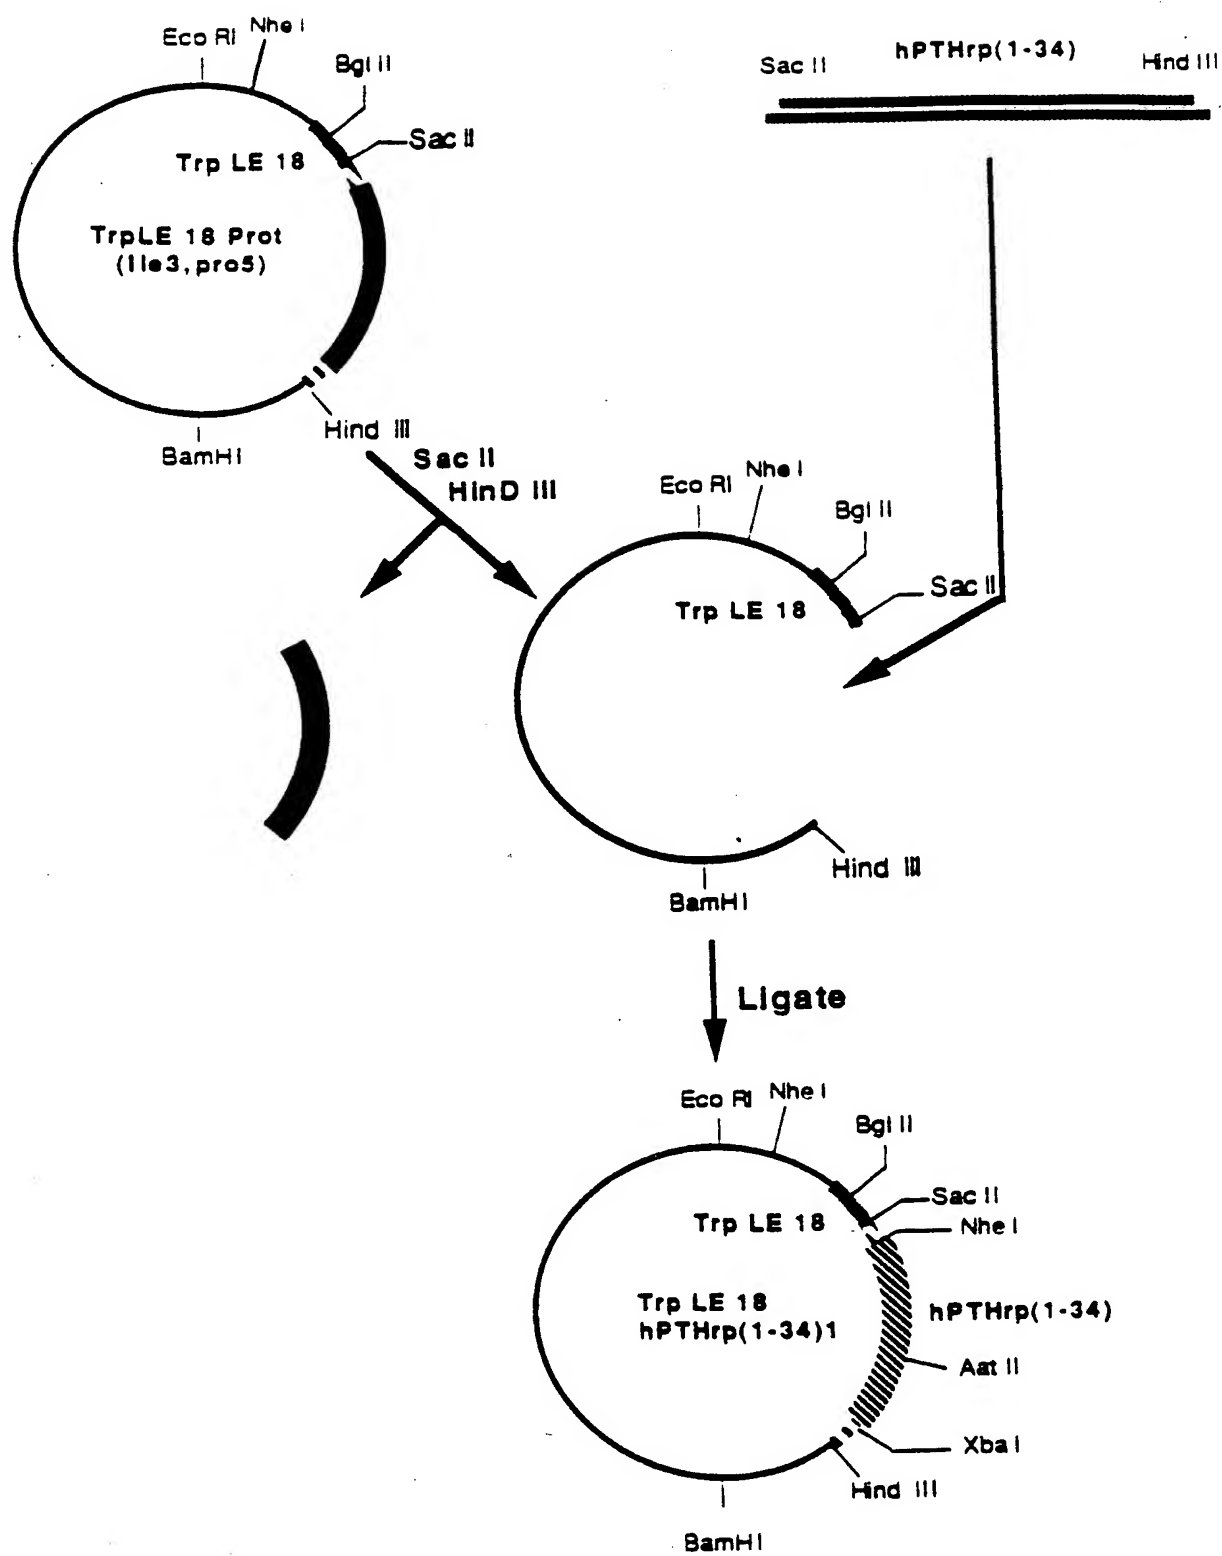 Eco RI
Nhe I
Bgl II
Sac II
Trp LE 18
TrpLE 18 Prot
(Ile3,pro5)
Hind III
BamHI
hPTHrp(1-34)
Sac II
Hind III
Sac II
HinD III
Eco RI
Nhe I
Bgl II
Sac II
Trp LE 18
Hind III
BamHI
Ligate
Eco RI
Nhe I
Bgl II
Sac II
Nhe I
Trp LE 18
Trp LE 18
hPTHrp(1-34)1
hPTHrp(1-34)
Aat II
Xba I
Hind III
BamHI